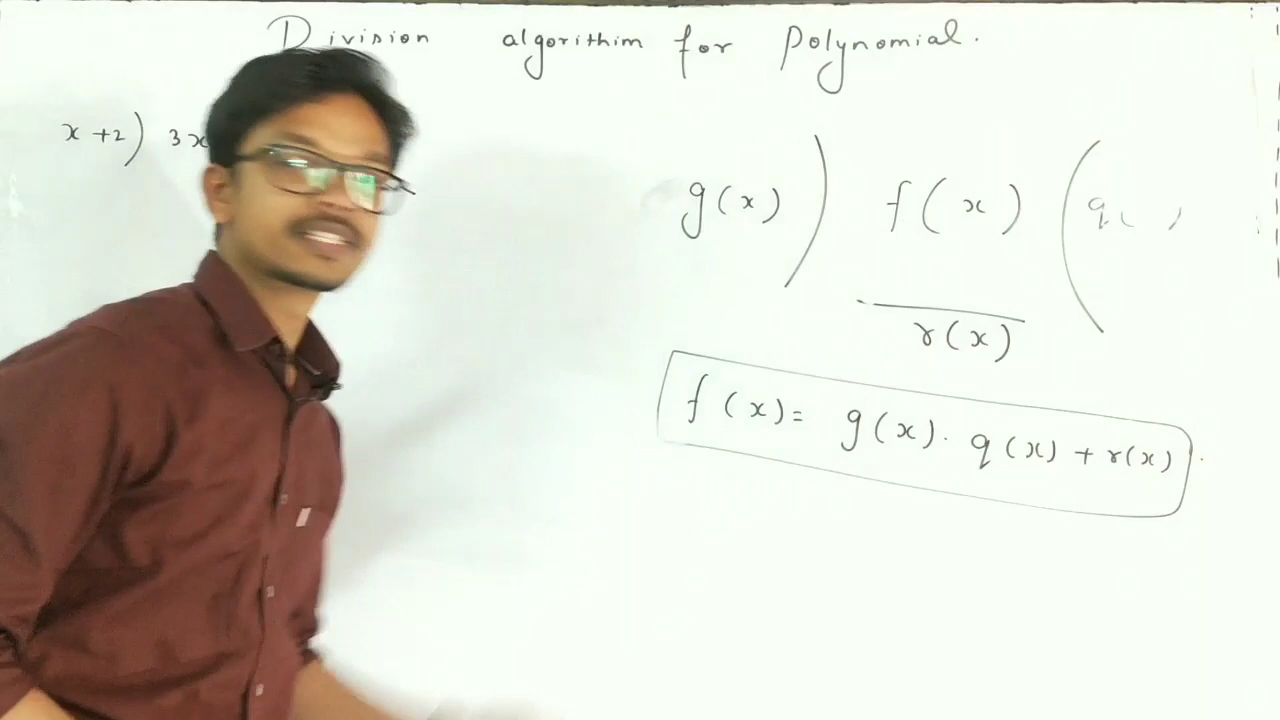 Division algorithim for Polynomial.
x +2) 3x
g(x) ) f(x) ( q( )
r(x)
f(x)= g(x). q(x) + r(x).